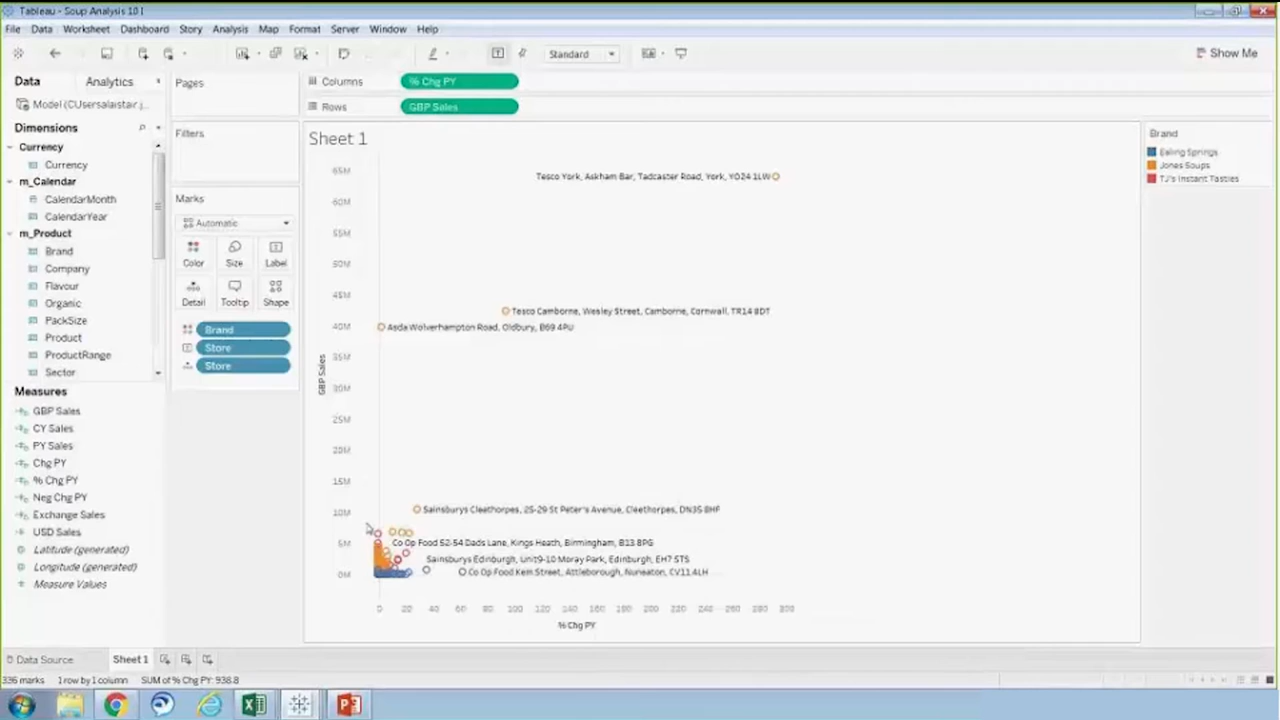 Tableau - Soup Analysis 10.1
File Data Worksheet Dashboard Story Analysis Map Format Server Window Help
Standard
Show Me
Data Analytics
Model (CUsersalaistair j...
Dimensions
Currency
Currency
m_Calendar
CalendarMonth
CalendarYear
m_Product
Brand
Company
Flavour
Organic
PackSize
Product
ProductRange
Sector
Measures
GBP Sales
CY Sales
PY Sales
Chg PY
% Chg PY
Neg Chg PY
Exchange Sales
USD Sales
Latitude (generated)
Longitude (generated)
Measure Values
Pages
Filters
Marks
Automatic
Color Size Label
Detail Tooltip Shape
Brand
Store
Store
Columns % Chg PY
Rows GBP Sales
Sheet 1
65M
60M
55M
50M
45M
40M
35M
30M
25M
20M
15M
10M
5M
0M
GBP Sales
Tesco York, Askham Bar, Tadcaster Road, York, YO24 1LW
Tesco Camborne, Wesley Street, Camborne, Cornwall, TR14 8DT
Asda Wolverhampton Road, Oldbury, B69 4PU
Sainsburys Cleethorpes, 25-29 St Peter's Avenue, Cleethorpes, DN35 8HF
Co Op Food 52-54 Dads Lane, Kings Heath, Birmingham, B13 8PG
Sainsburys Edinburgh, Unit9-10 Moray Park, Edinburgh, EH7 5TS
Co Op Food Kem Street, Attleborough, Nuneaton, CV11 4LH
0 20 40 60 80 100 120 140 160 180 200 220 240 260 280 300
% Chg PY
Brand
Ealing Springs
Jones Soups
TJ's Instant Tasties
Data Source Sheet 1
336 marks 1 row by 1 column SUM of % Chg PY: 938.8